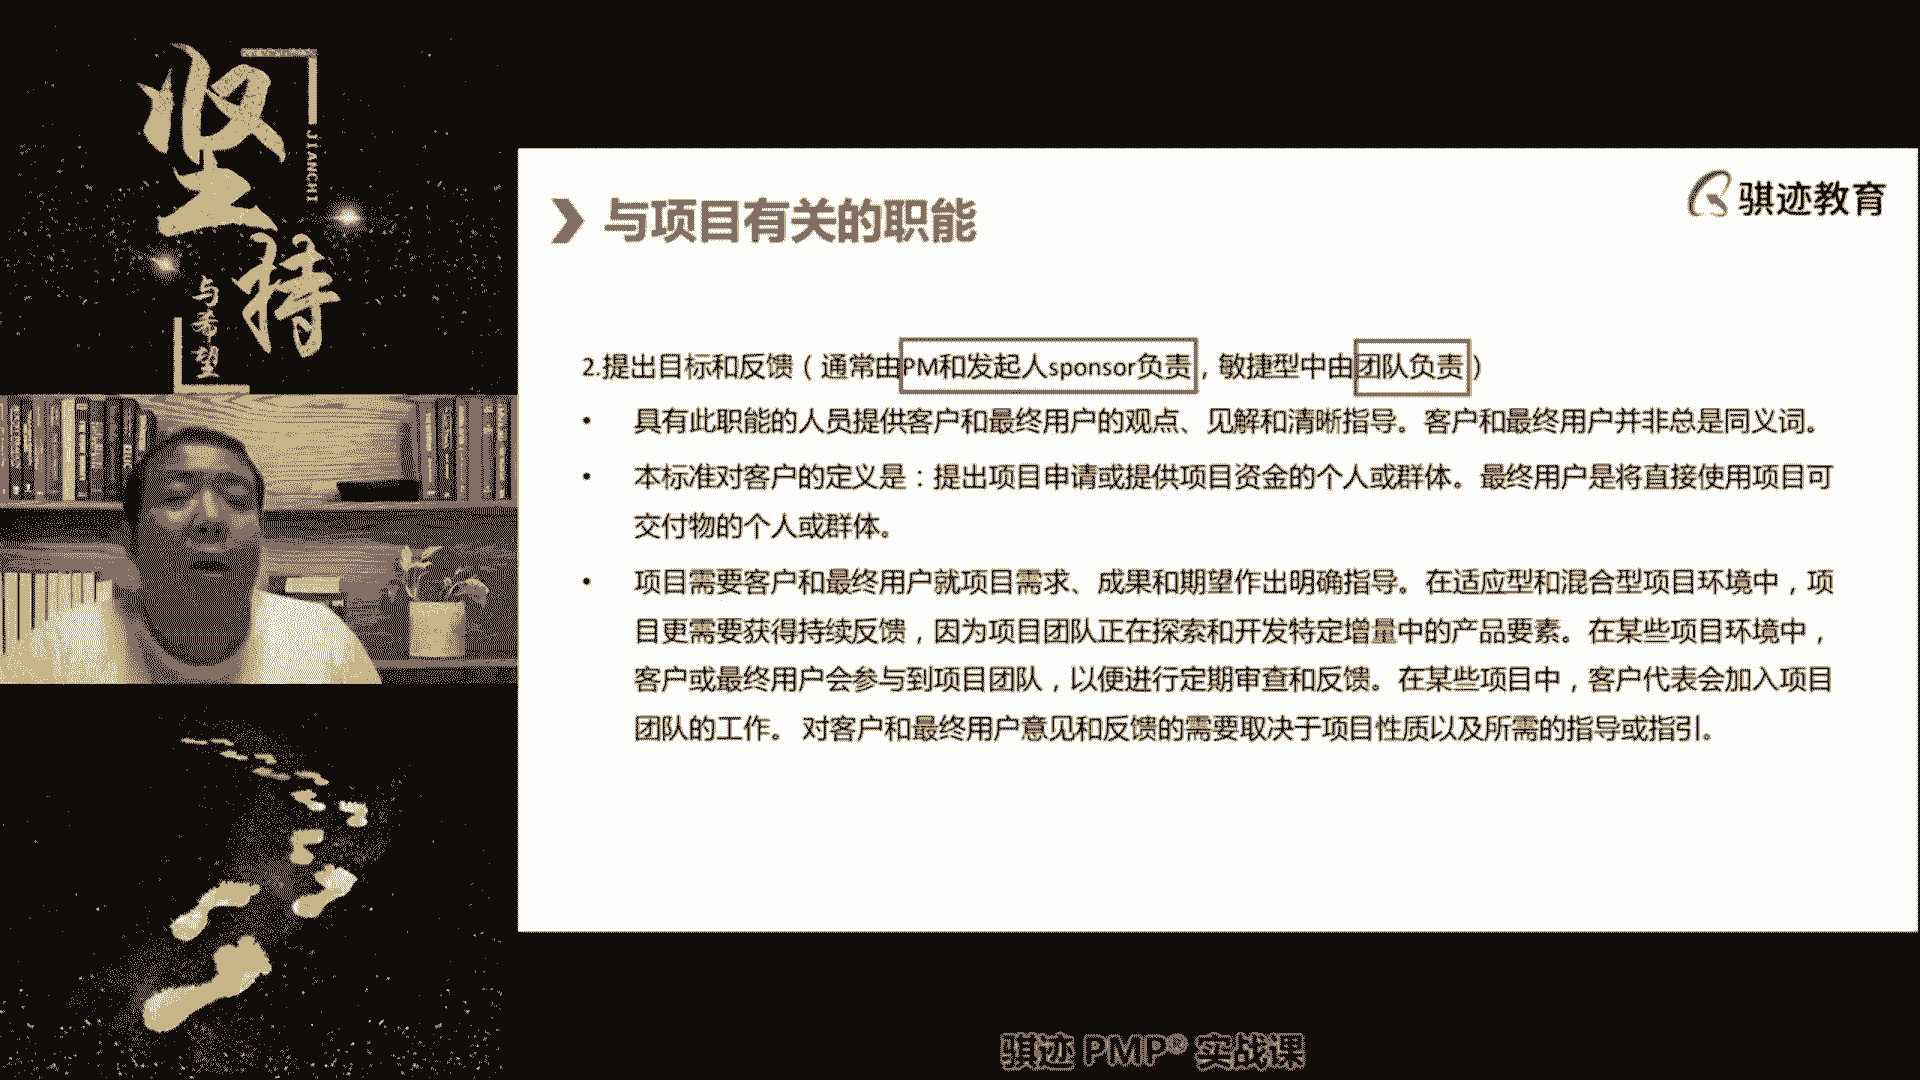 坚持
JIANCHI
与希望
骐迹教育
与项目有关的职能
2.提出目标和反馈（通常由PM和发起人sponsor负责，敏捷型中由团队负责）
• 具有此职能的人员提供客户和最终用户的观点、见解和清晰指导。客户和最终用户并非总是同义词。
• 本标准对客户的定义是：提出项目申请或提供项目资金的个人或群体。最终用户是将直接使用项目可
交付物的个人或群体。
• 项目需要客户和最终用户就项目需求、成果和期望作出明确指导。在适应型和混合型项目环境中，项
目更需要获得持续反馈，因为项目团队正在探索和开发特定增量中的产品要素。在某些项目环境中，
客户或最终用户会参与到项目团队，以便进行定期审查和反馈。在某些项目中，客户代表会加入项目
团队的工作。 对客户和最终用户意见和反馈的需要取决于项目性质以及所需的指导或指引。
骐迹 PMP® 实战课